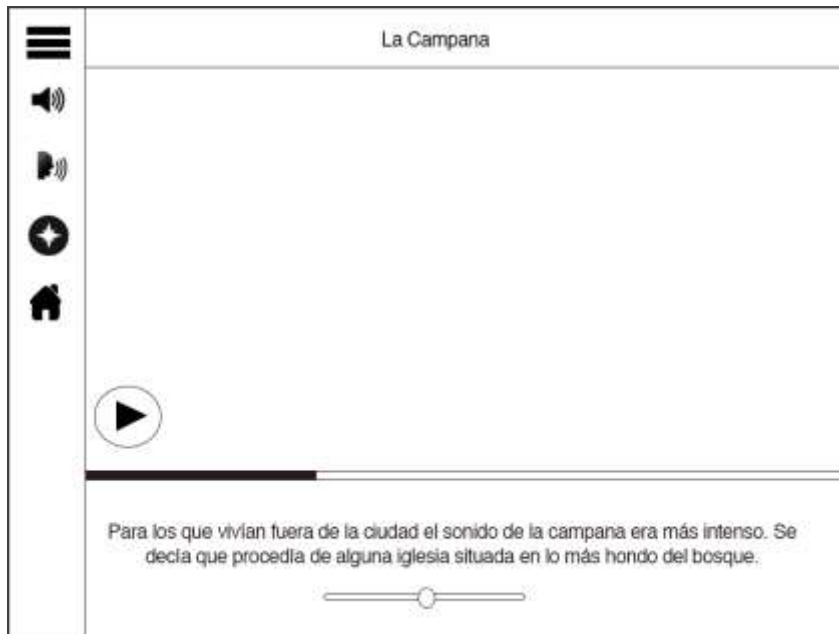 La Campana
Para los que vivían fuera de la ciudad el sonido de la campana era más intenso. Se
decía que procedía de alguna iglesia situada en lo más hondo del bosque.